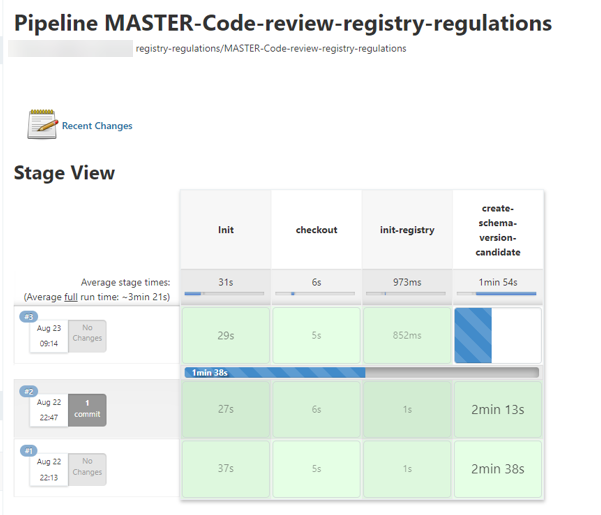 Pipeline MASTER-Code-review-registry-regulations
registry-regulations/MASTER-Code-review-registry-regulations
Recent Changes
Stage View
Init
checkout
init-registry
create-
schema-
version-
candidate
Average stage times:
(Average full run time: ~3min 21s)
31s
6s
973ms
1min 54s
#3
Aug 23
09:14
No
Changes
29s
5s
852ms
1min 38s
#2
Aug 22
22:47
1
commit
27s
6s
1s
2min 13s
#1
Aug 22
22:13
No
Changes
37s
5s
1s
2min 38s